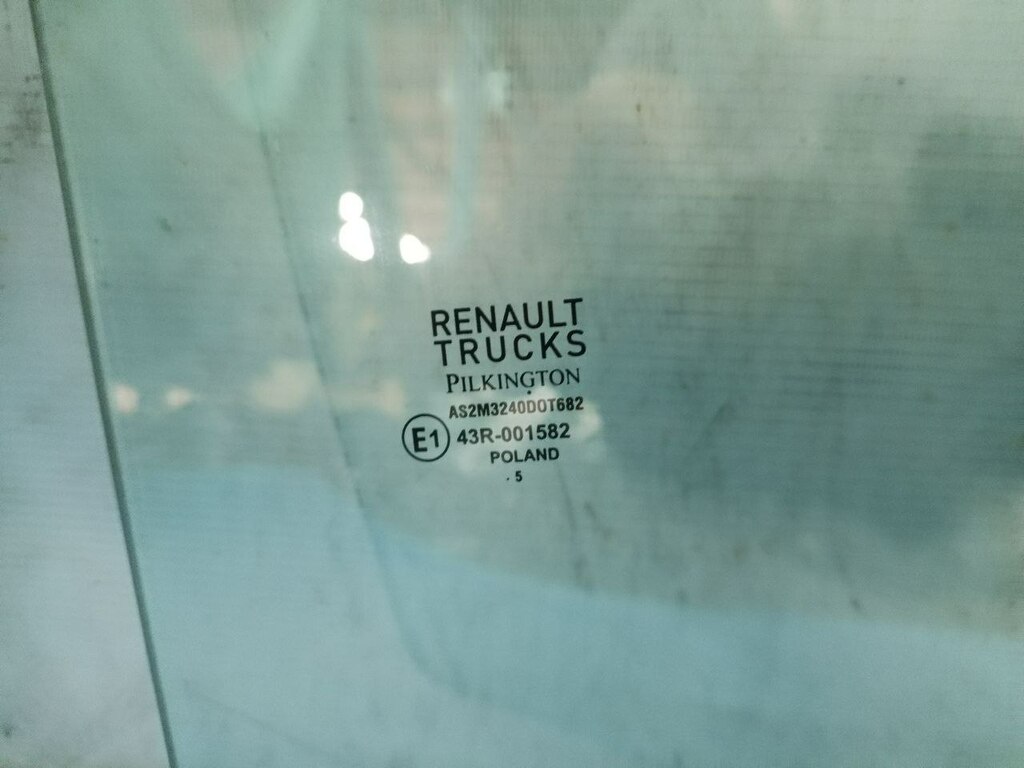 RENAULT
TRUCKS
PILKINGTON
AS2M3240DOT682
E1 43R-001582
POLAND
. 5